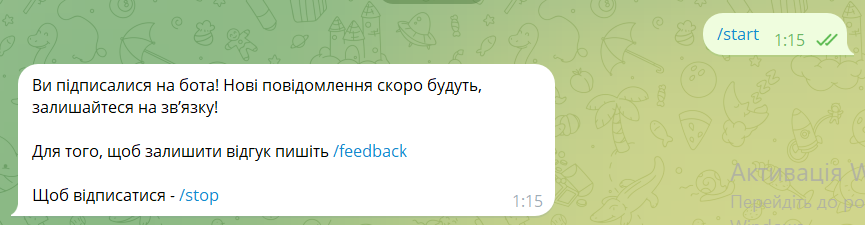 /start 1:15
Ви підписалися на бота! Нові повідомлення скоро будуть,
залишайтеся на зв’язку!
Для того, щоб залишити відгук пишіть /feedback
Щоб відписатися - /stop
1:15
Активація W
Перейдіть до ро